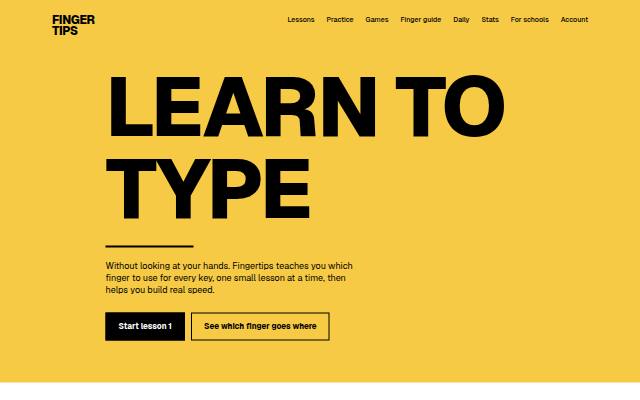 FINGER
TIPS
Lessons Practice Games Finger guide Daily Stats For schools Account
LEARN TO
TYPE
Without looking at your hands. Fingertips teaches you which
finger to use for every key, one small lesson at a time, then
helps you build real speed.
Start lesson 1 See which finger goes where